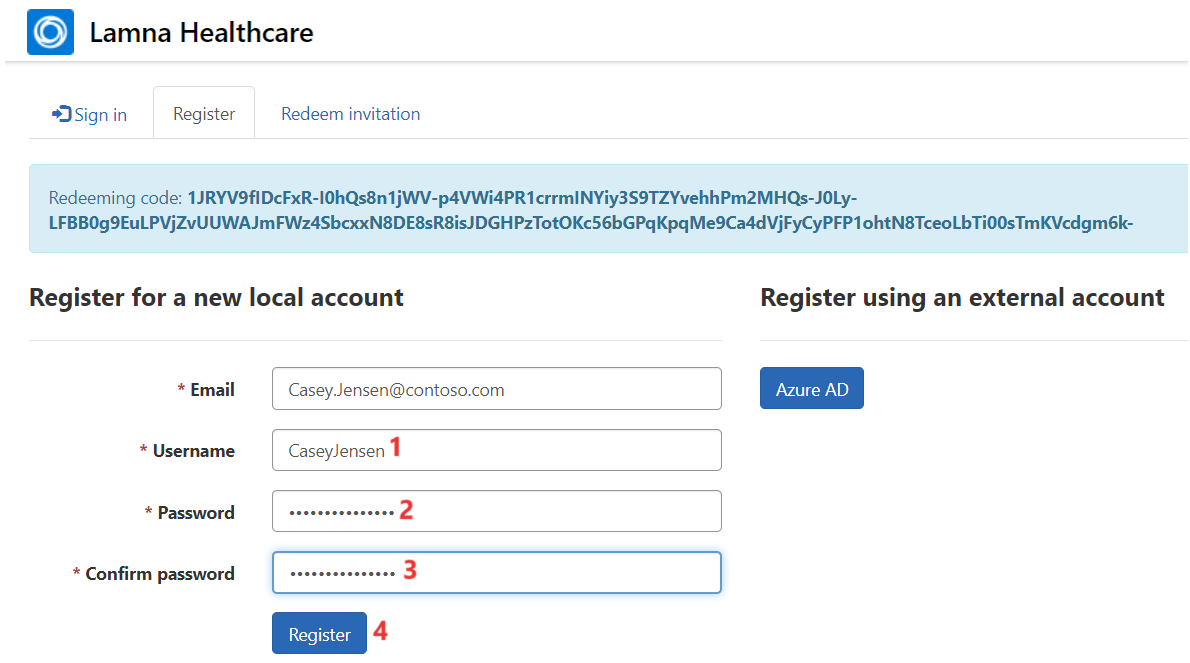 Lamna Healthcare
Sign in
Register
Redeem invitation
Redeeming code: 1JRYV9fIDcFxR-I0hQs8n1jWV-p4VWi4PR1crrmINYiy3S9TZYvehhPm2MHQs-J0Ly-
LFBB0g9EuLPVjZvUUWAJmFWz4SbcxxN8DE8sR8isJDGHPzTotOKc56bGPqKpqMe9Ca4dVjFyCyPFP1ohtN8TceoLbTi00sTmKVcdgm6k-
Register for a new local account
* Email
Casey.Jensen@contoso.com
* Username
CaseyJensen 1
* Password
••••••••••••••• 2
* Confirm password
••••••••••••••• 3
Register 4
Register using an external account
Azure AD